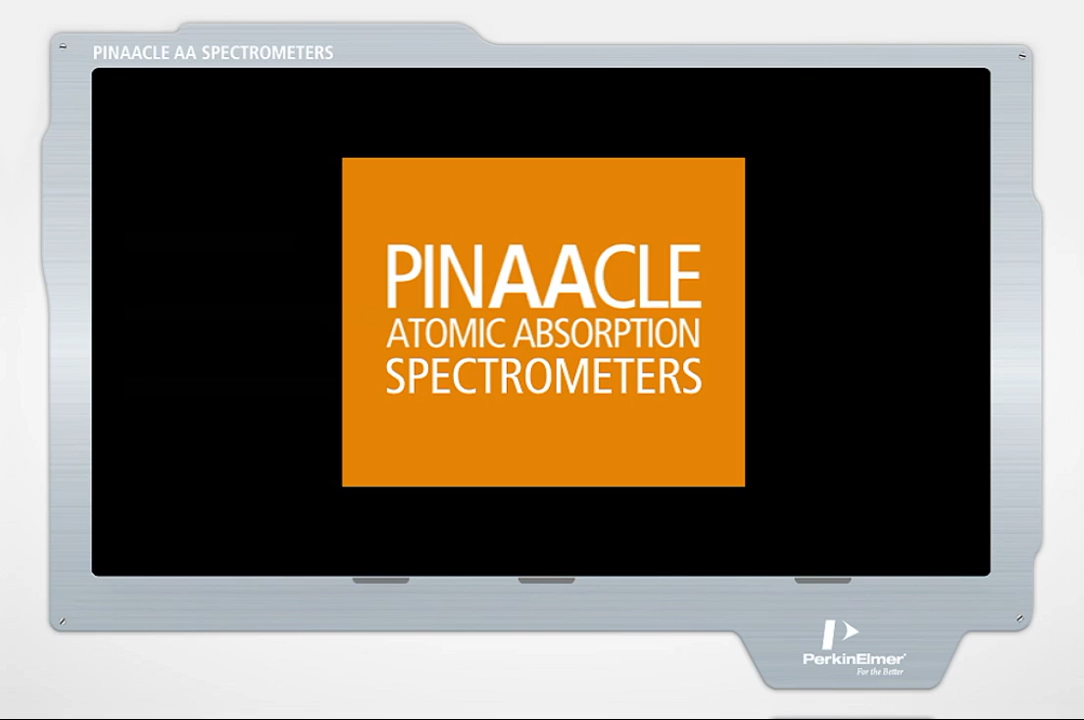 PINAACLE AA SPECTROMETERS
PINAACLE
ATOMIC ABSORPTION
SPECTROMETERS
PerkinElmer®
For the Better